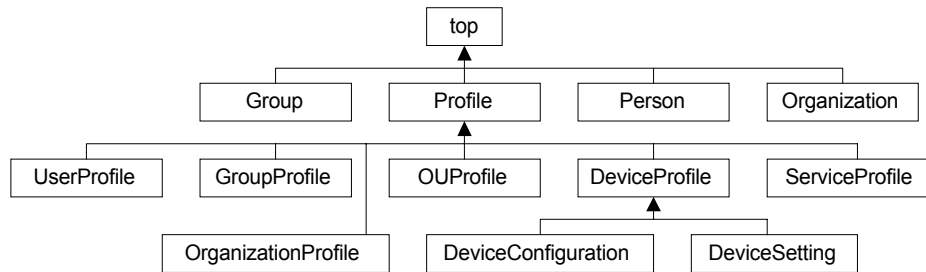 top
Group
Profile
Person
Organization
UserProfile
GroupProfile
OUProfile
DeviceProfile
ServiceProfile
OrganizationProfile
DeviceConfiguration
DeviceSetting